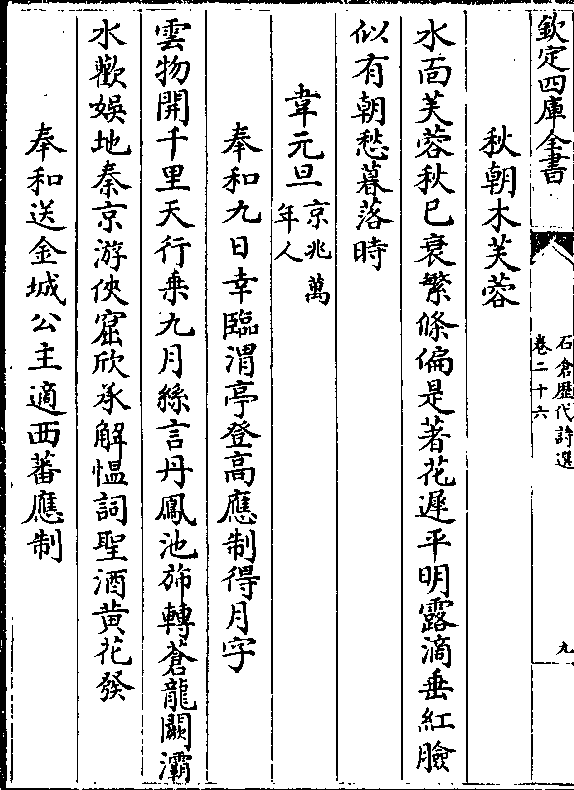 欽定四庫全書
石倉歴代詩選
卷二十六
九
秋朝木芙蓉
水面芙蓉秋已衰繁條偏是著花遲平明露滴垂紅臉
似有朝愁暮落時
韋元旦京兆萬
年人
奉和九日幸臨渭亭登高應制得月字
雲物開千里天行乗九月絲言丹鳳池斾轉蒼龍闕灞
水歡娛地秦京游俠窟欣承解愠詞聖酒黄花發
奉和送金城公主適西蕃應制